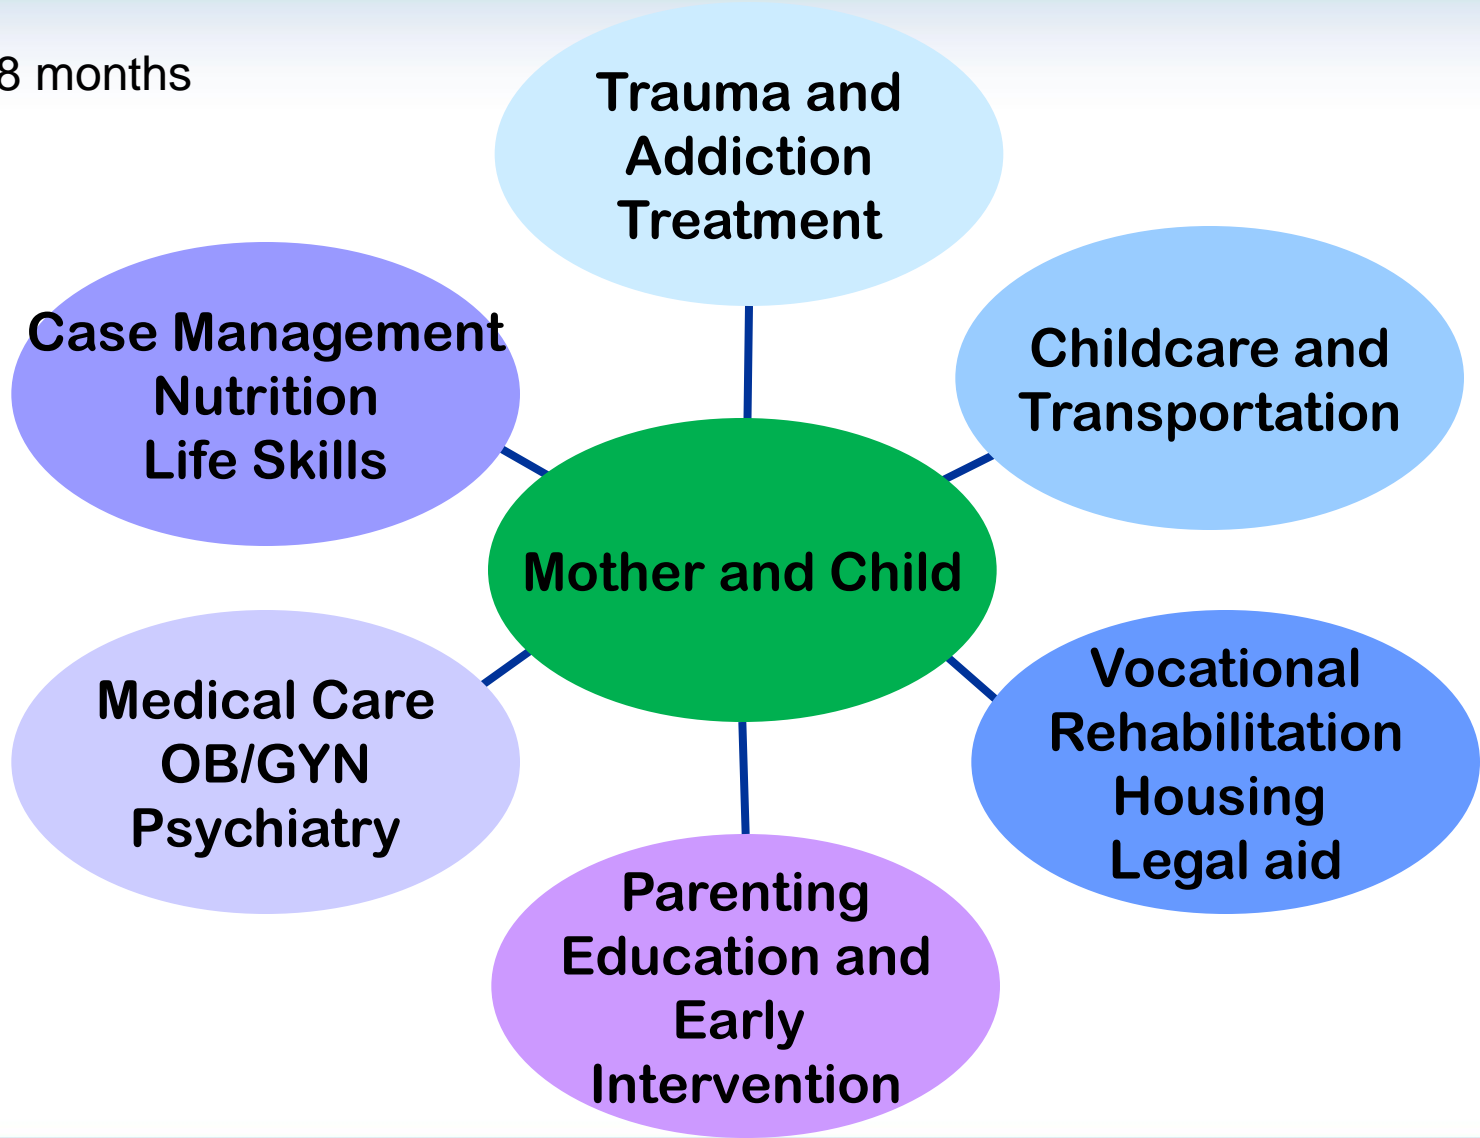 8 months
Trauma and
Addiction
Treatment
Case Management
Nutrition
Life Skills
Childcare and
Transportation
Mother and Child
Medical Care
OB/GYN
Psychiatry
Vocational
Rehabilitation
Housing
Legal aid
Parenting
Education and
Early
Intervention